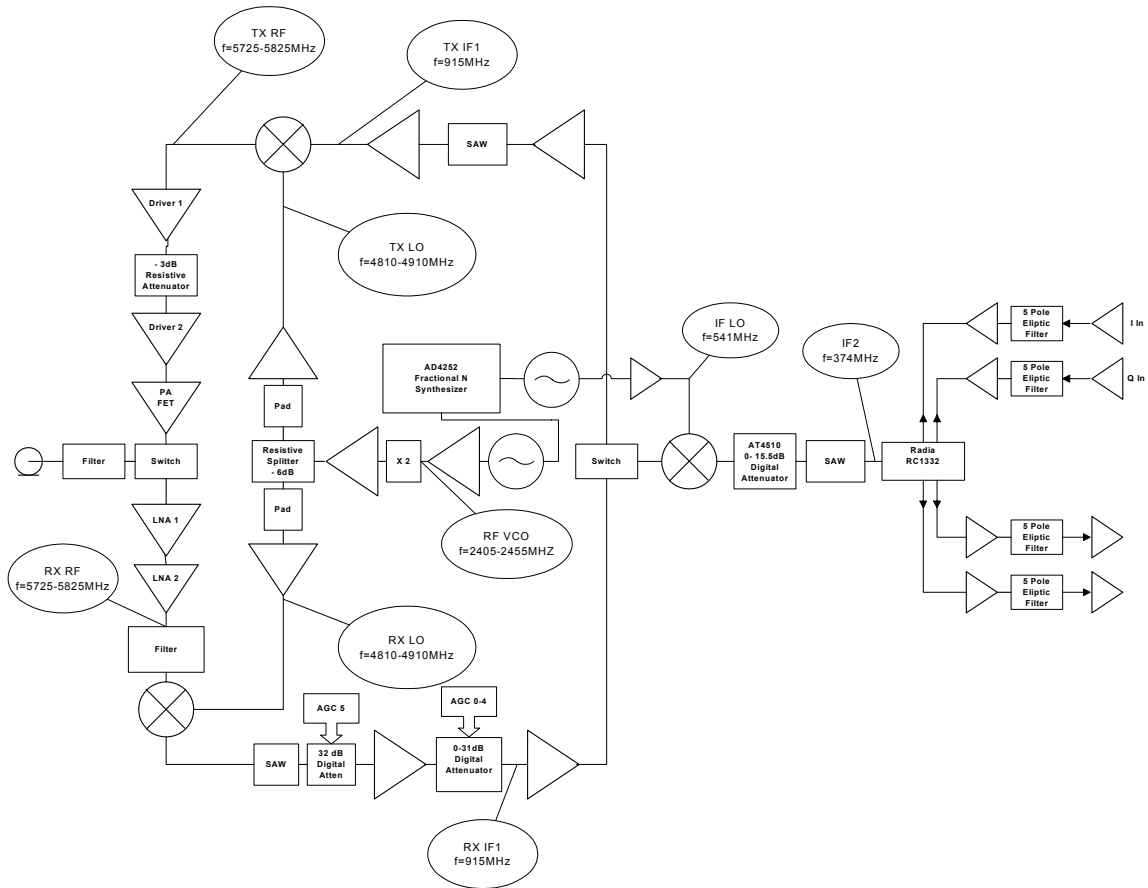 TX RF
f=5725-5825MHz
TX IF1
f=915MHz
SAW
Driver 1
- 3dB
Resistive
Attenuator
TX LO
f=4810-4910MHz
Driver 2
IF LO
f=541MHz
IF2
f=374MHz
5 Pole
Eliptic
Filter
I In
AD4252
Fractional N
Synthesizer
5 Pole
Eliptic
Filter
Q In
PA
FET
Pad
Filter
Switch
Resistive
Splitter
- 6dB
X 2
Switch
AT4510
0- 15.5dB
Digital
Attenuator
SAW
Radia
RC1332
Pad
LNA 1
RF VCO
f=2405-2455MHZ
5 Pole
Eliptic
Filter
RX RF
f=5725-5825MHz
LNA 2
5 Pole
Eliptic
Filter
Filter
RX LO
f=4810-4910MHz
AGC 5
AGC 0-4
SAW
32 dB
Digital
Atten
0-31dB
Digital
Attenuator
RX IF1
f=915MHz